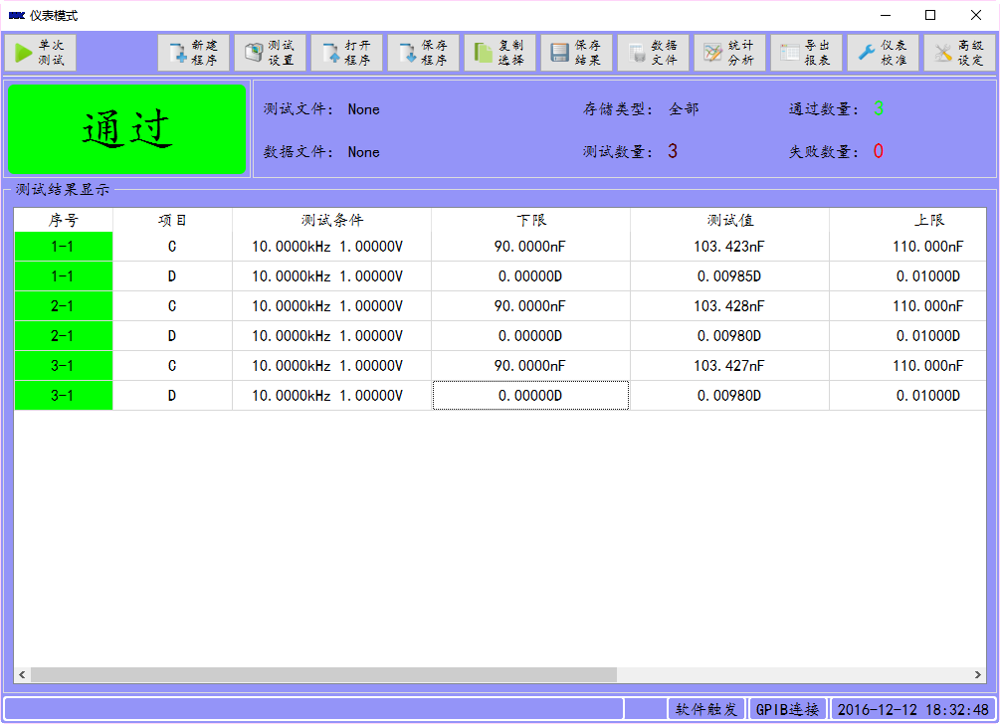 仪表模式
单次 测试
新建 程序
测试 设置
打开 程序
保存 程序
复制 选择
保存 结果
数据 文件
统计 分析
导出 报表
仪表 校准
高级 设定
通过
测试文件: None 存储类型: 全部 通过数量: 3
数据文件: None 测试数量: 3 失败数量: 0
测试结果显示
序号 项目 测试条件 下限 测试值 上限
1-1 C 10.0000kHz 1.00000V 90.0000nF 103.423nF 110.000nF
1-1 D 10.0000kHz 1.00000V 0.00000D 0.00985D 0.01000D
2-1 C 10.0000kHz 1.00000V 90.0000nF 103.428nF 110.000nF
2-1 D 10.0000kHz 1.00000V 0.00000D 0.00980D 0.01000D
3-1 C 10.0000kHz 1.00000V 90.0000nF 103.427nF 110.000nF
3-1 D 10.0000kHz 1.00000V 0.00000D 0.00980D 0.01000D
软件触发 GPIB连接 2016-12-12 18:32:48